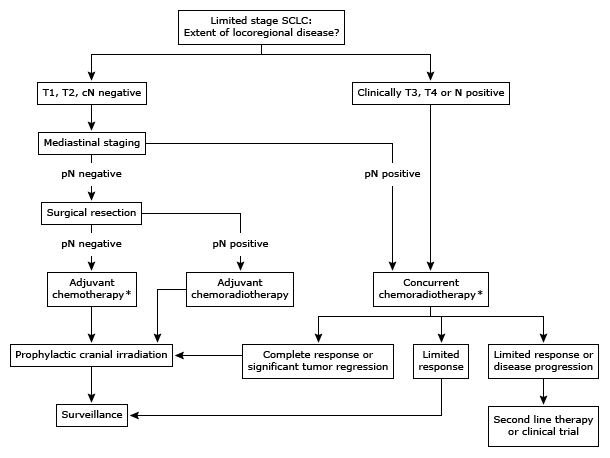 Limited stage SCLC:
Extent of locoregional disease?
T1, T2, cN negative
Clinically T3, T4 or N positive
Mediastinal staging
pN negative
pN positive
Surgical resection
pN negative
pN positive
Adjuvant
chemotherapy*
Adjuvant
chemoradiotherapy
Concurrent
chemoradiotherapy*
Prophylactic cranial irradiation
Complete response or
significant tumor regression
Limited
response
Limited response or
disease progression
Surveillance
Second line therapy
or clinical trial